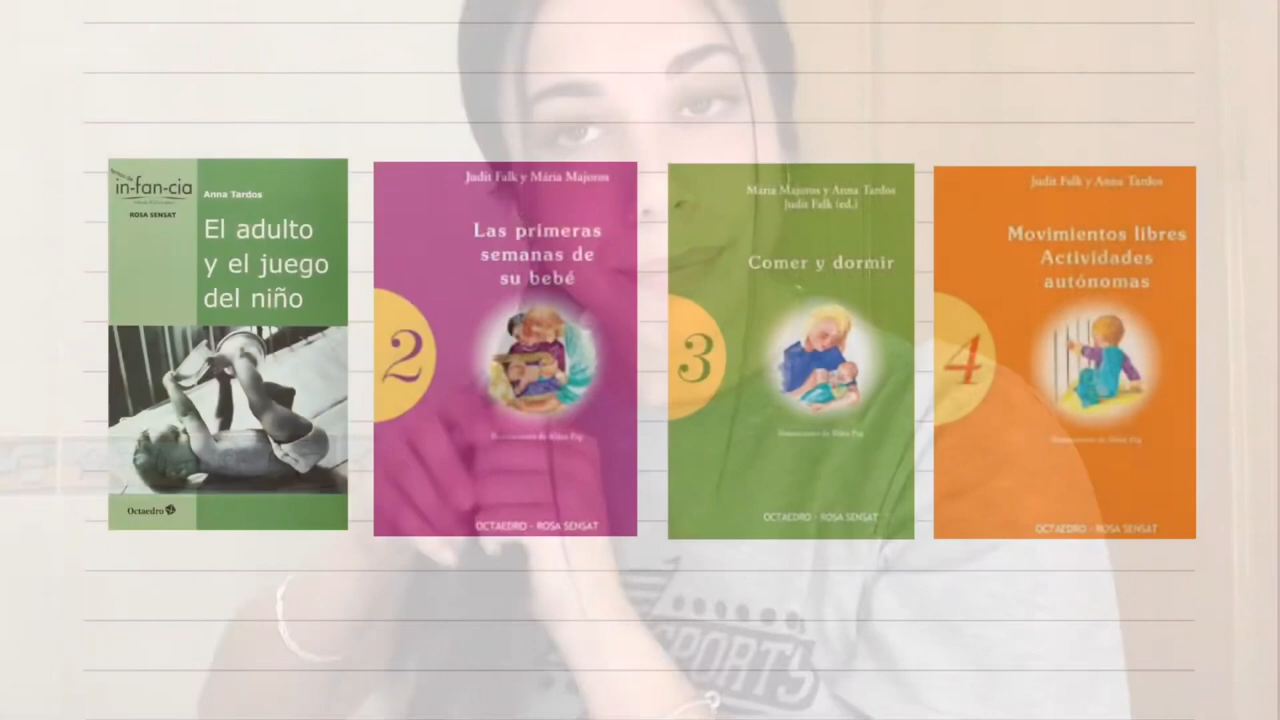 in-fan-cia
ROSA SENSAT
Anna Tardos
El adulto
y el juego
del niño
Octaedro
Judit Falk y Mária Majoros
Las primeras
semanas de
su bebé
2
OCTAEDRO - ROSA SENSAT
Mária Majoros y Anna Tardos
Judit Falk (ed.)
Comer y dormir
3
OCTAEDRO - ROSA SENSAT
Judit Falk y Anna Tardos
Movimientos libres
Actividades
autónomas
4
OCTAEDRO - ROSA SENSAT
SPORTS